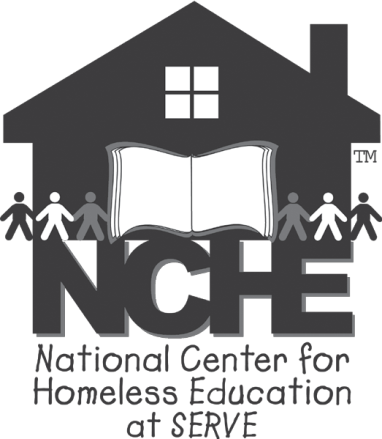 TM
NCHE
National Center for
Homeless Education
at SERVE